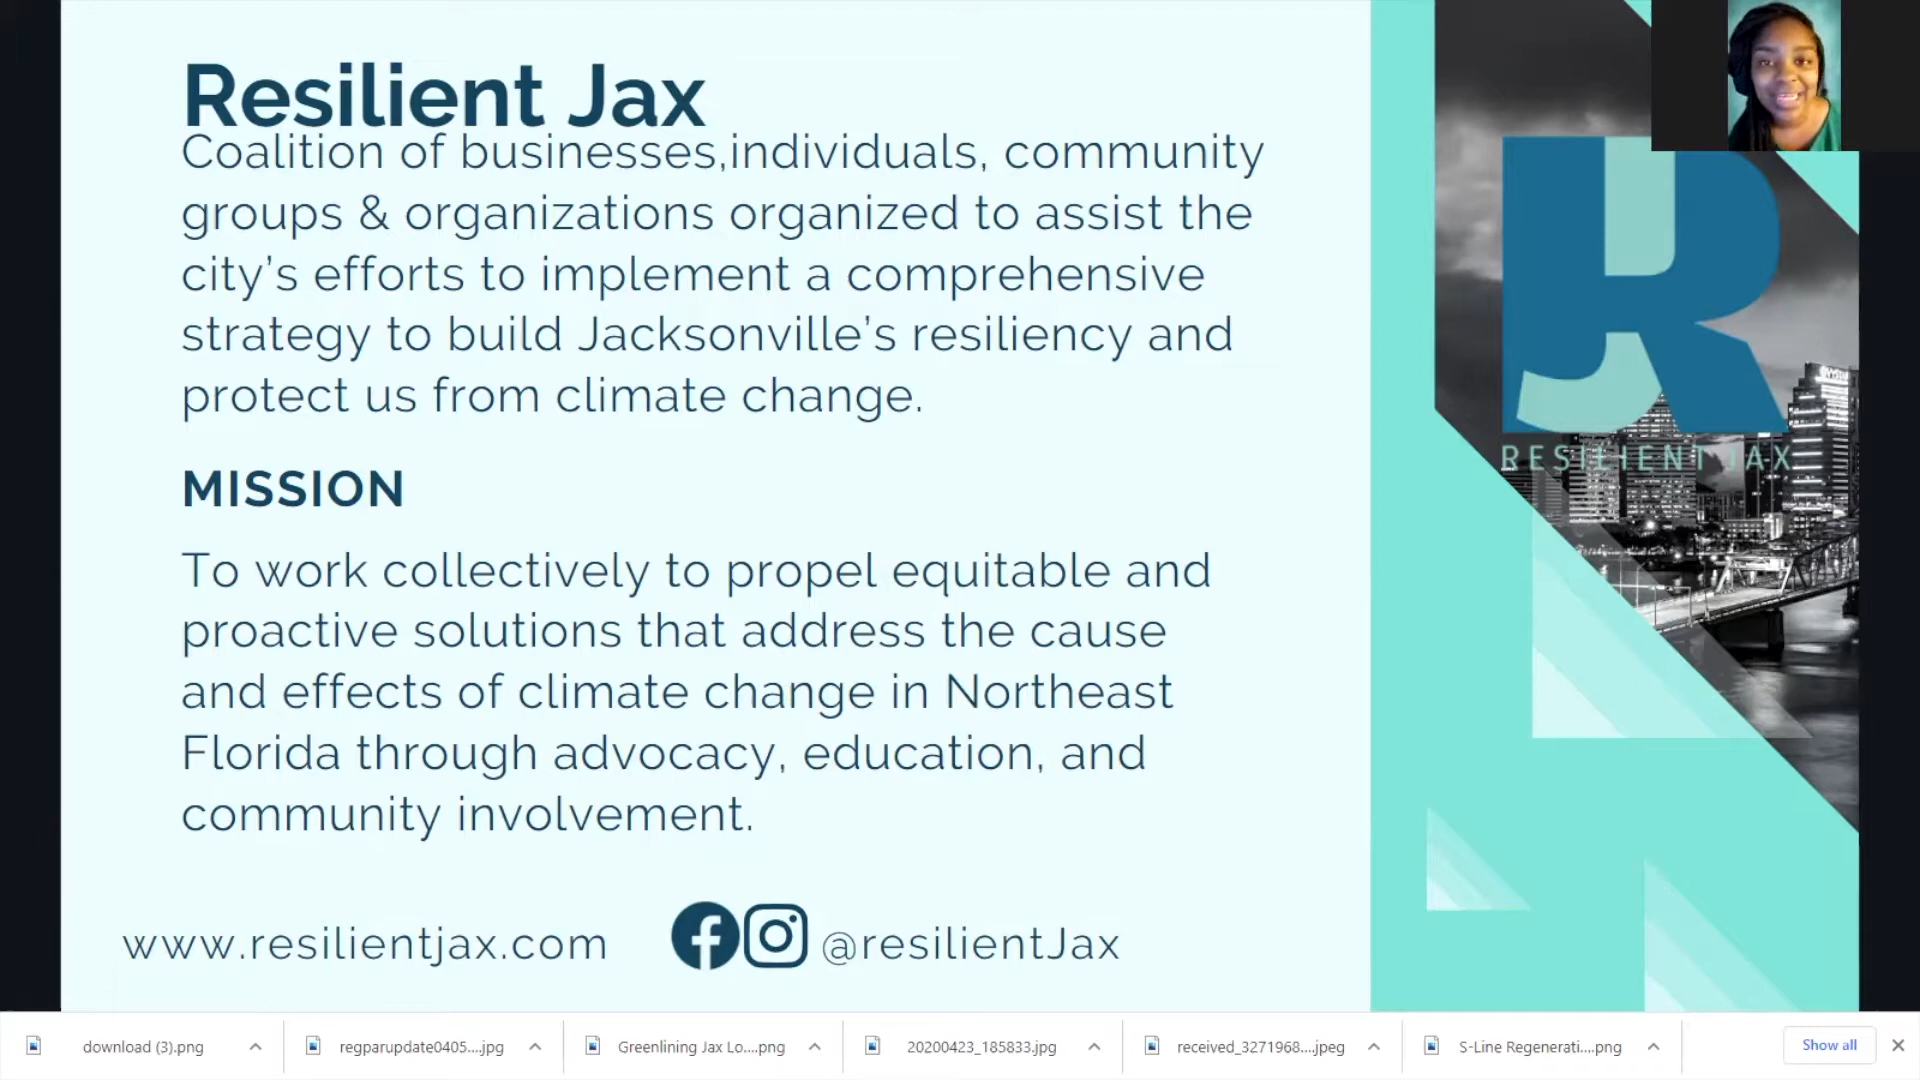 Resilient Jax
Coalition of businesses,individuals, community
groups & organizations organized to assist the
city's efforts to implement a comprehensive
strategy to build Jacksonville's resiliency and
protect us from climate change.
MISSION
To work collectively to propel equitable and
proactive solutions that address the cause
and effects of climate change in Northeast
Florida through advocacy, education, and
community involvement.
www.resilientjax.com
@resilientJax
JR
RESILIENT JAX
download (3).png
regparupdate0405....jpg
Greenlining Jax Lo....png
20200423_185833.jpg
received_3271968....jpeg
S-Line Regenerati....png
Show all